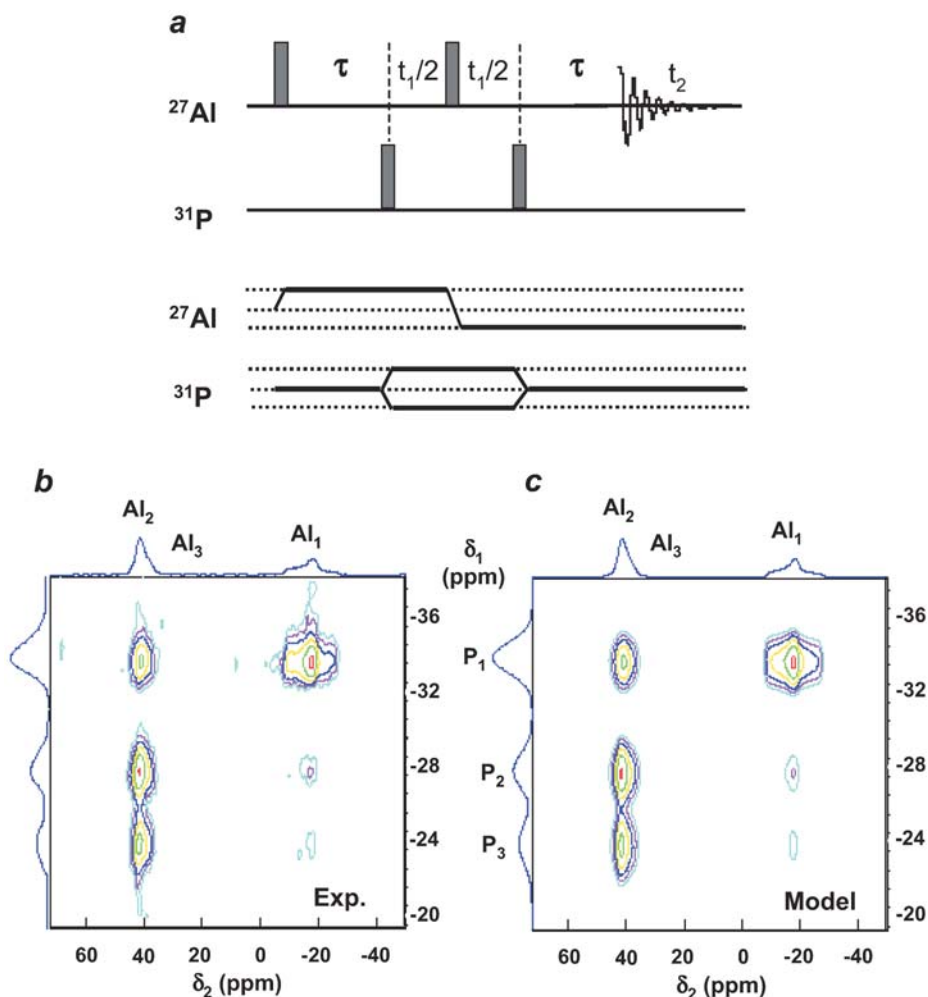 a
τ t₁/2 t₁/2 τ t₂
²⁷Al
³¹P
²⁷Al
³¹P
b
Al₂
Al₃
Al₁
δ₁
(ppm)
-36
-32
-28
-24
-20
Exp.
60 40 20 0 -20 -40
δ₂ (ppm)
c
Al₂
Al₃
Al₁
P₁
P₂
P₃
-36
-32
-28
-24
-20
Model
60 40 20 0 -20 -40
δ₂ (ppm)